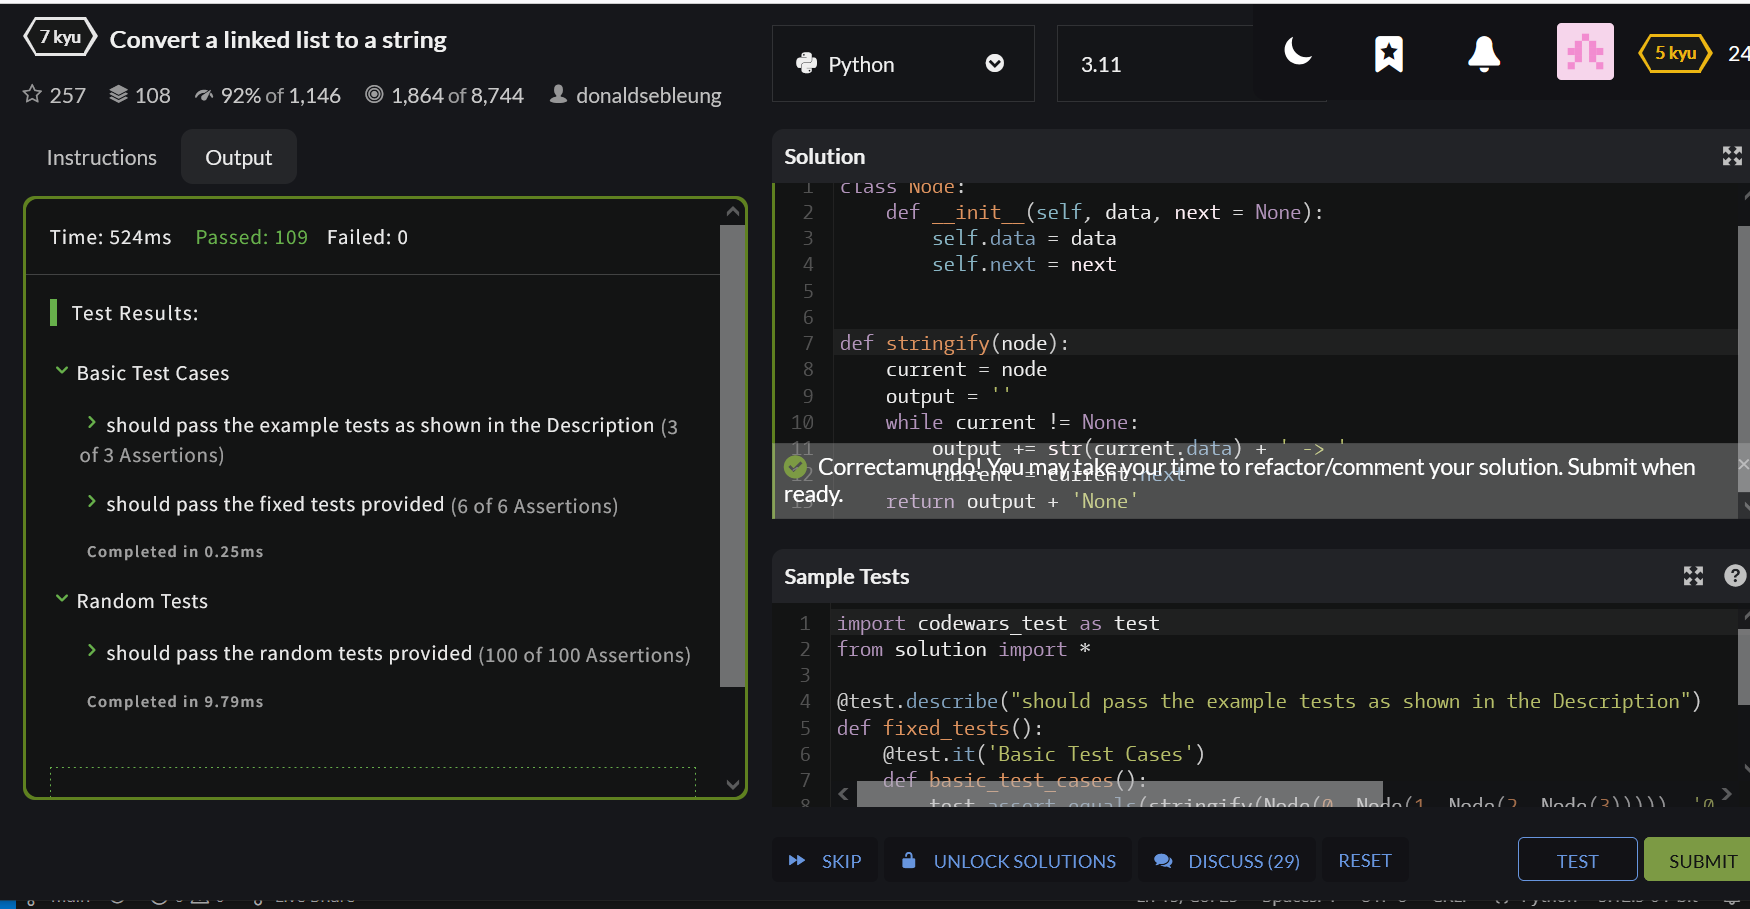 7 kyu Convert a linked list to a string
257 108 92% of 1,146 1,864 of 8,744 donaldsebleung
Python
3.11
5 kyu 24
Instructions Output
Time: 524ms Passed: 109 Failed: 0
Test Results:
Basic Test Cases
should pass the example tests as shown in the Description (3
of 3 Assertions)
should pass the fixed tests provided (6 of 6 Assertions)
Completed in 0.25ms
Random Tests
should pass the random tests provided (100 of 100 Assertions)
Completed in 9.79ms
Solution
1 class Node:
2 def __init__(self, data, next = None):
3 self.data = data
4 self.next = next
5
6
7 def stringify(node):
8 current = node
9 output = ''
10 while current != None:
11 output += str(current.data) + ' -> '
12 current = current.next
13 return output + 'None'
Correctamundo! You may take your time to refactor/comment your solution. Submit when
ready.
Sample Tests
1 import codewars_test as test
2 from solution import *
3
4 @test.describe("should pass the example tests as shown in the Description")
5 def fixed_tests():
6 @test.it('Basic Test Cases')
7 def basic_test_cases():
8 test.assert_equals(stringify(Node(0, Node(1, Node(2, Node(3))))), '0
SKIP UNLOCK SOLUTIONS DISCUSS (29) RESET TEST SUBMIT